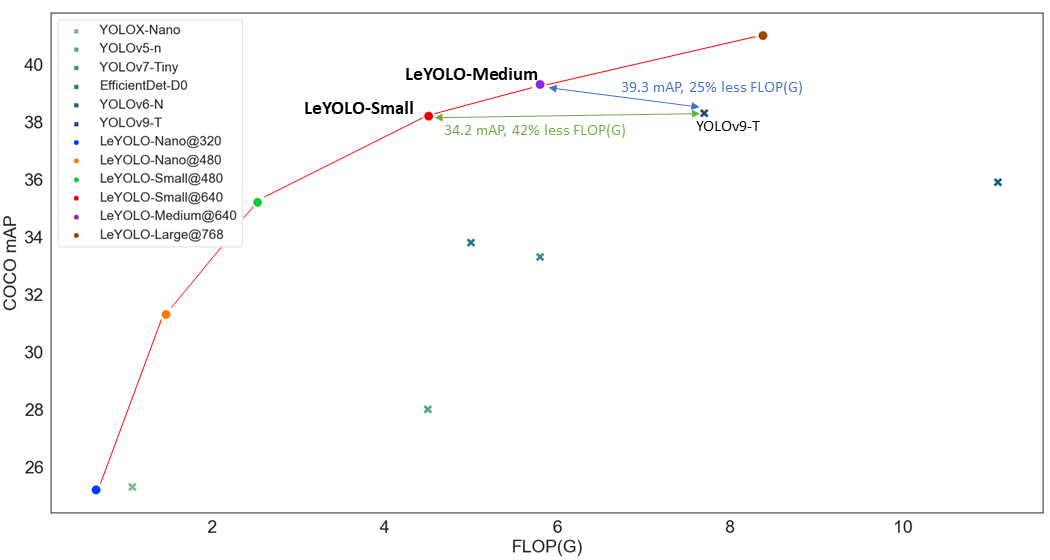 YOLOX-Nano
YOLOv5-n
YOLOv7-Tiny
EfficientDet-D0
YOLOv6-N
YOLOv9-T
LeYOLO-Nano@320
LeYOLO-Nano@480
LeYOLO-Small@480
LeYOLO-Small@640
LeYOLO-Medium@640
LeYOLO-Large@768
LeYOLO-Medium
39.3 mAP, 25% less FLOP(G)
LeYOLO-Small
34.2 mAP, 42% less FLOP(G)
YOLOv9-T
COCO mAP
40
38
36
34
32
30
28
26
2
4
6
8
10
FLOP(G)